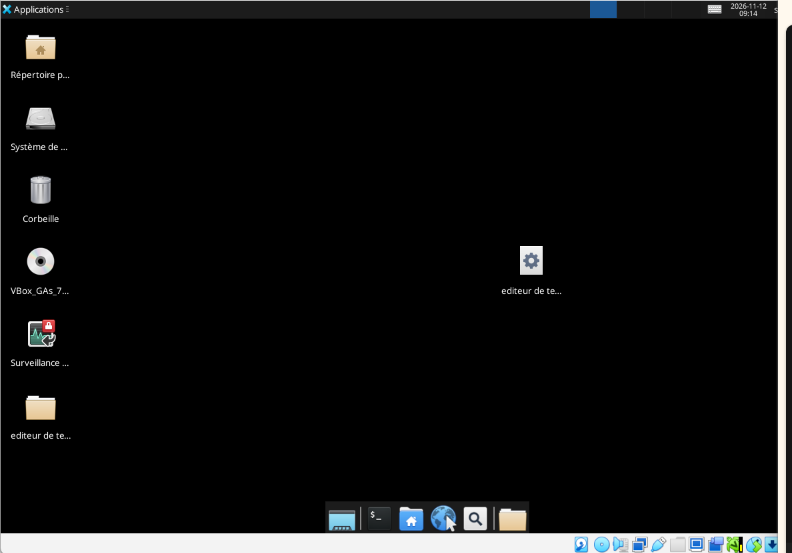 Applications
2026-11-12
09:14
Répertoire p...
Système de ...
Corbeille
VBox_GAs_7...
editeur de te...
Surveillance ...
editeur de te...
$_